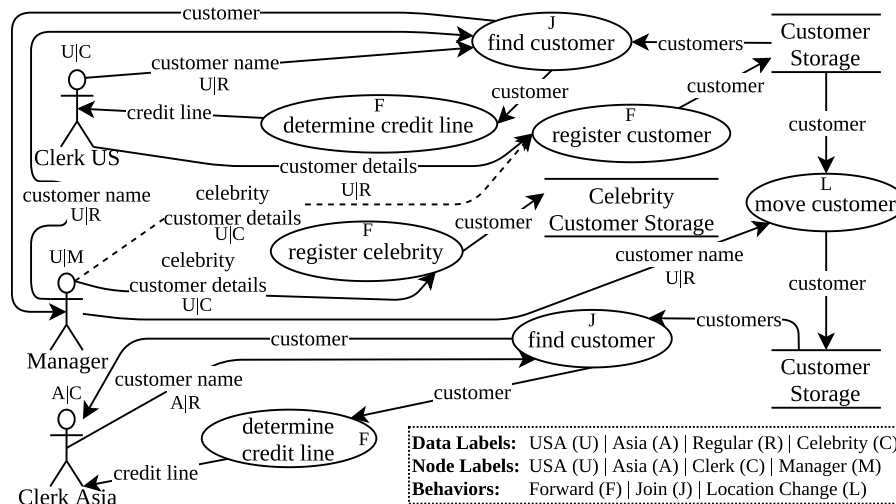 customer
J
find customer
customers
Customer
Storage
U|C
customer name
U|R
customer
customer
credit line
F
determine credit line
F
register customer
customer
Clerk US
customer details
U|R
L
move customer
customer name
U|R
celebrity
customer details
U|C
Celebrity
Customer Storage
customer
F
register celebrity
U|M
celebrity
customer details
U|C
customer name
U|R
customer
Manager
customer
J
find customer
customers
Customer
Storage
customer name
A|R
A|C
customer
determine
credit line
F
credit line
Clerk Asia
Data Labels: USA (U) | Asia (A) | Regular (R) | Celebrity (C)
Node Labels: USA (U) | Asia (A) | Clerk (C) | Manager (M)
Behaviors: Forward (F) | Join (J) | Location Change (L)